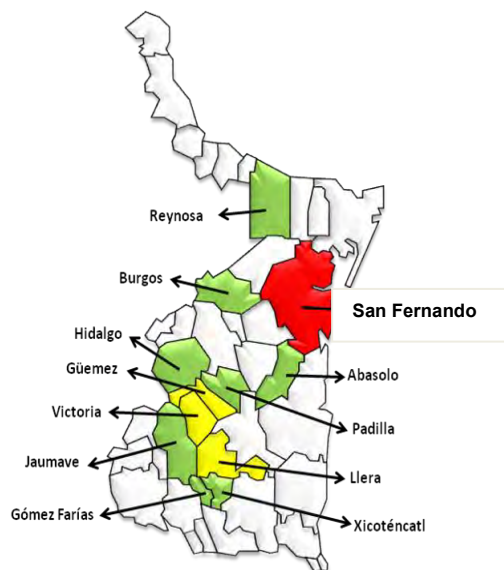 Reynosa
Burgos
San Fernando
Hidalgo
Güemez
Abasolo
Victoria
Padilla
Jaumave
Llera
Gómez Farías
Xicoténcatl